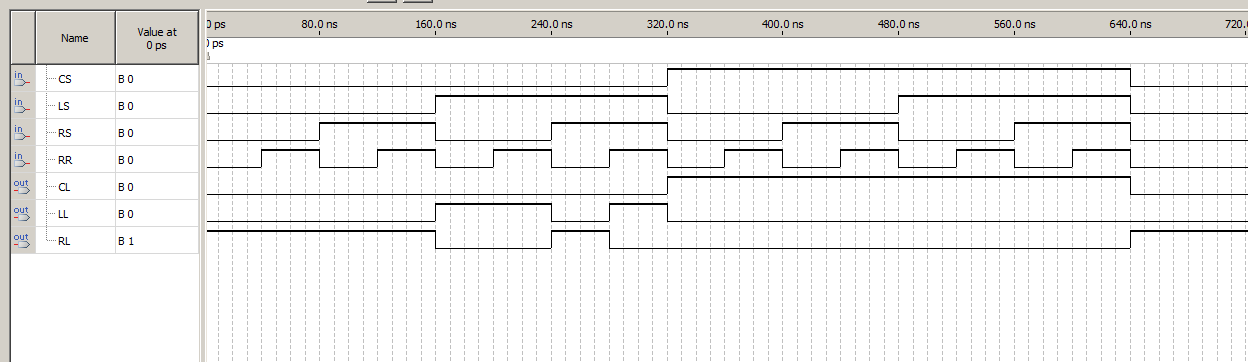 0 ps 80.0 ns 160.0 ns 240.0 ns 320.0 ns 400.0 ns 480.0 ns 560.0 ns 640.0 ns 720.0
Name Value at 0 ps
0 ps
in CS B 0
in LS B 0
in RS B 0
in RR B 0
out CL B 0
out LL B 0
out RL B 1